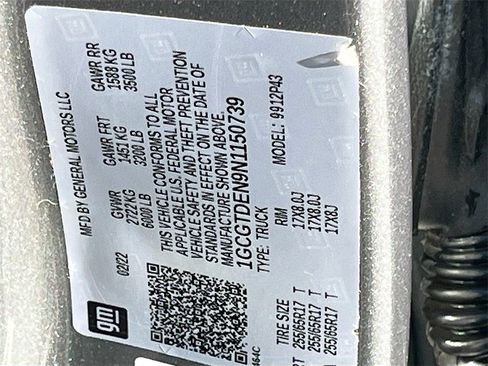 gm
MFD BY GENERAL MOTORS LLC
02/22 GVWR GAWR FRT GAWR RR
2722 KG 1451 KG 1588 KG
6000 LB 3200 LB 3500 LB
THIS VEHICLE CONFORMS TO ALL
APPLICABLE U.S. FEDERAL MOTOR
VEHICLE SAFETY AND THEFT PREVENTION
STANDARDS IN EFFECT ON THE DATE OF
MANUFACTURE SHOWN ABOVE.
1GCGTDEN9N1150739
TYPE: TRUCK MODEL: 9912P43
TIRE SIZE RIM
255/65R17 T 17X8.0J
255/65R17 T 17X8.0J
255/65R17 T 17X8J